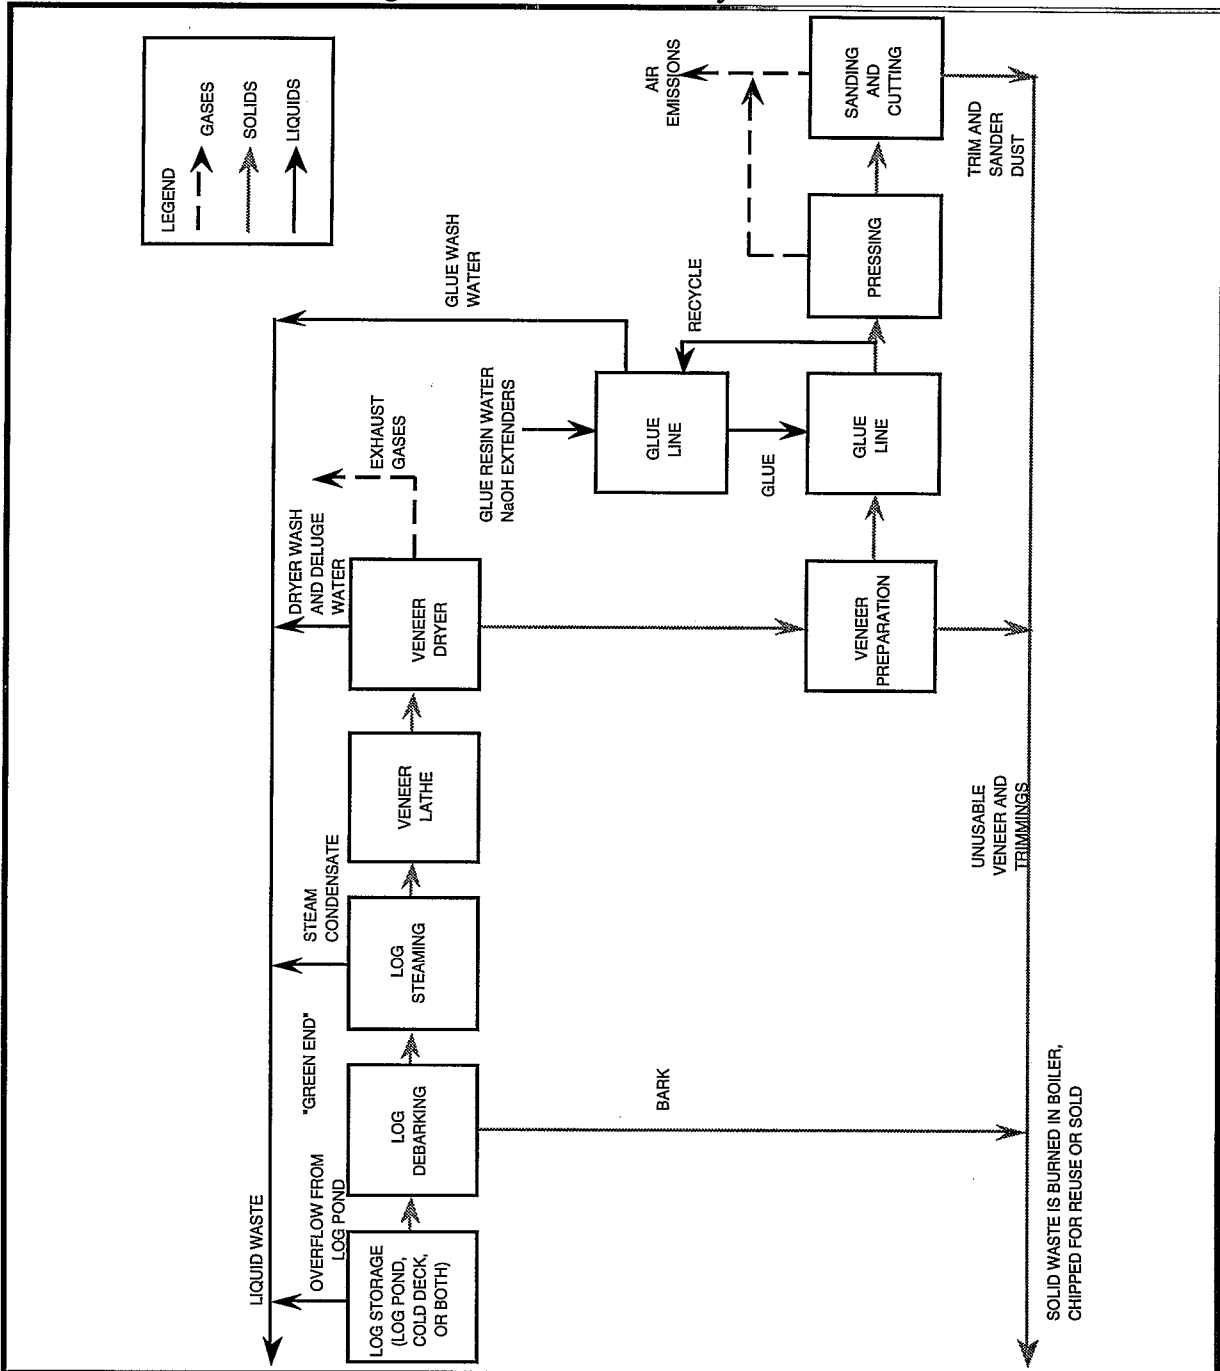 LEGEND
GASES
SOLIDS
LIQUIDS
LIQUID WASTE
OVERFLOW FROM
LOG POND
"GREEN END"
STEAM
CONDENSATE
DRYER WASH
AND DELUGE
WATER
EXHAUST
GASES
GLUE WASH
WATER
LOG STORAGE
(LOG POND,
COLD DECK,
OR BOTH)
LOG
DEBARKING
LOG
STEAMING
VENEER
LATHE
VENEER
DRYER
GLUE RESIN WATER
NaOH EXTENDERS
GLUE
LINE
RECYCLE
GLUE
AIR
EMISSIONS
BARK
VENEER
PREPARATION
GLUE
LINE
PRESSING
SANDING
AND
CUTTING
UNUSABLE
VENEER AND
TRIMMINGS
TRIM AND
SANDER
DUST
SOLID WASTE IS BURNED IN BOILER,
CHIPPED FOR REUSE OR SOLD